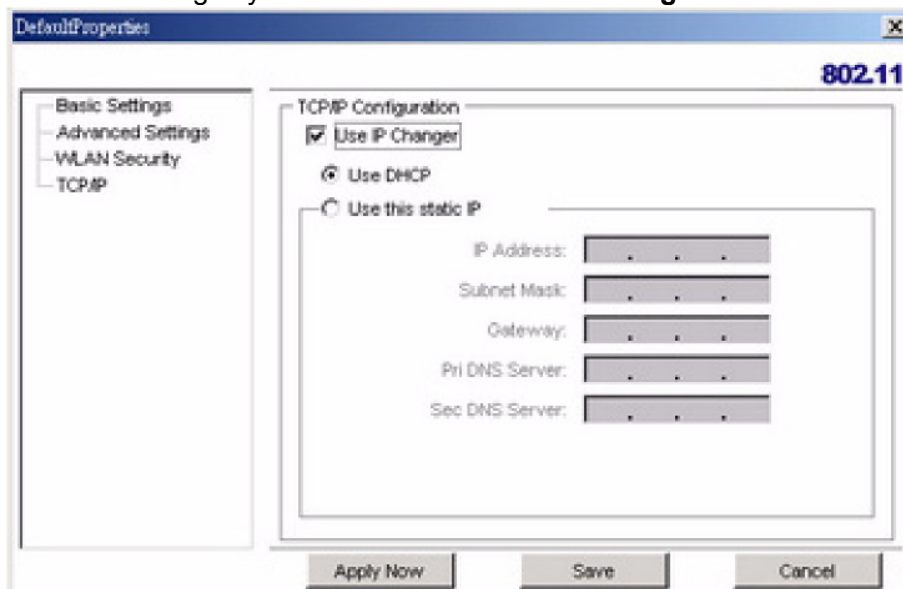 DefaultProperties
802.11
Basic Settings
Advanced Settings
WLAN Security
TCP/IP
TCP/IP Configuration
Use IP Changer
Use DHCP
Use this static IP
IP Address:
Subnet Mask:
Gateway:
Pri DNS Server:
Sec DNS Server:
Apply Now
Save
Cancel